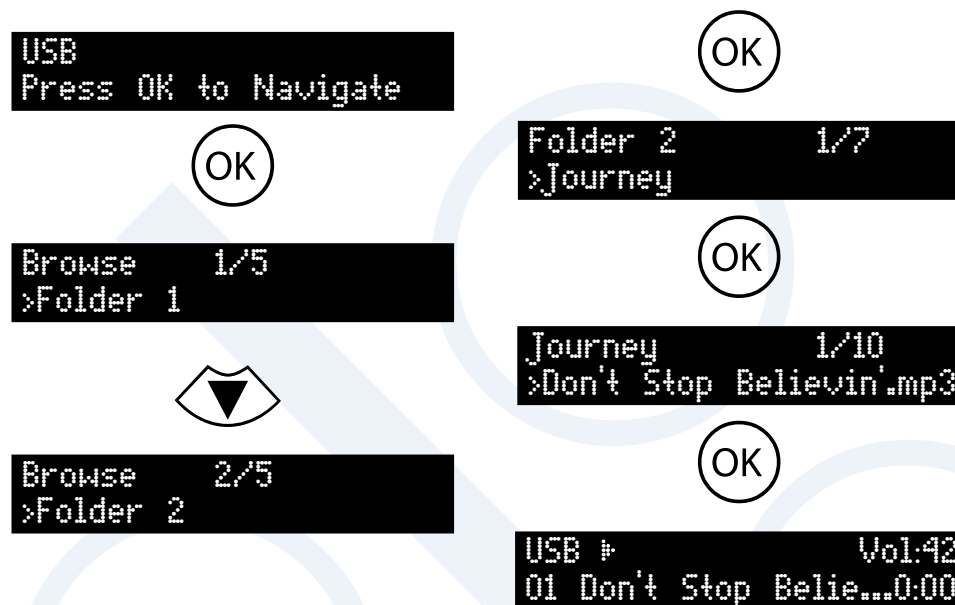 USB
Press OK to Navigate
OK
Browse 1/5
>Folder 1
Browse 2/5
>Folder 2
OK
Folder 2 1/7
>Journey
OK
Journey 1/10
>Don't Stop Believin'.mp3
OK
USB Vol:42
01 Don't Stop Belie...0:00